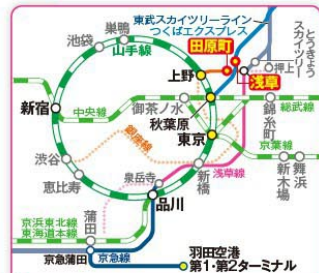 東武スカイツリーライン
つくばエクスプレス
とうきょう
スカイツリー
巣鴨
池袋
山手線
田原町
上野
押上
浅草
新宿
御茶ノ水
中央線
総武線
秋葉原
錦糸町
東京
銀座線
京葉線
渋谷
恵比寿
泉岳寺
新橋
浅草線
新木場
舞浜
品川
京浜東北線
東海道本線
蒲田
京急線
京急蒲田
羽田空港
第1・第2ターミナル